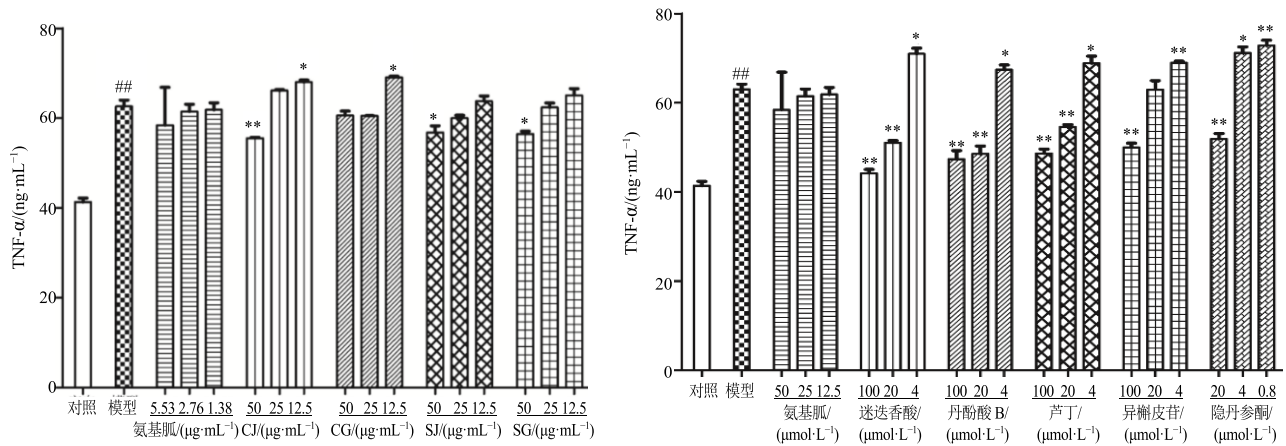 80
60
40
20
0
TNF-α/(ng·mL⁻¹)
##
**
*
*
*
*
对照 模型 5.53 2.76 1.38 50 25 12.5 50 25 12.5 50 25 12.5 50 25 12.5
氨基胍/(μg·mL⁻¹) CJ/(μg·mL⁻¹) CG/(μg·mL⁻¹) SJ/(μg·mL⁻¹) SG/(μg·mL⁻¹)
80
60
40
20
0
TNF-α/(ng·mL⁻¹)
##
** ** *
** ** *
** ** *
** **
** * **
对照 模型 50 25 12.5 100 20 4 100 20 4 100 20 4 100 20 4 20 4 0.8
氨基胍/ 迷迭香酸/ 丹酚酸 B/ 芦丁/ 异槲皮苷/ 隐丹参酮/
(μmol·L⁻¹) (μmol·L⁻¹) (μmol·L⁻¹) (μmol·L⁻¹) (μmol·L⁻¹) (μmol·L⁻¹)